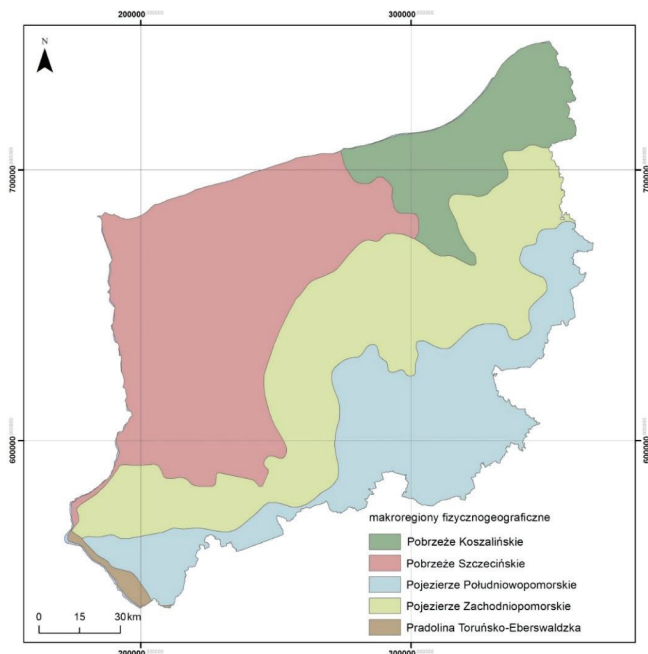 200000 300000
N
700000 700000
600000 600000
makroregiony fizycznogeograficzne
Pobrzeże Koszalińskie
Pobrzeże Szczecińskie
Pojezierze Południowopomorskie
Pojezierze Zachodniopomorskie
Pradolina Toruńsko-Eberswaldzka
0 15 30 km
200000 300000